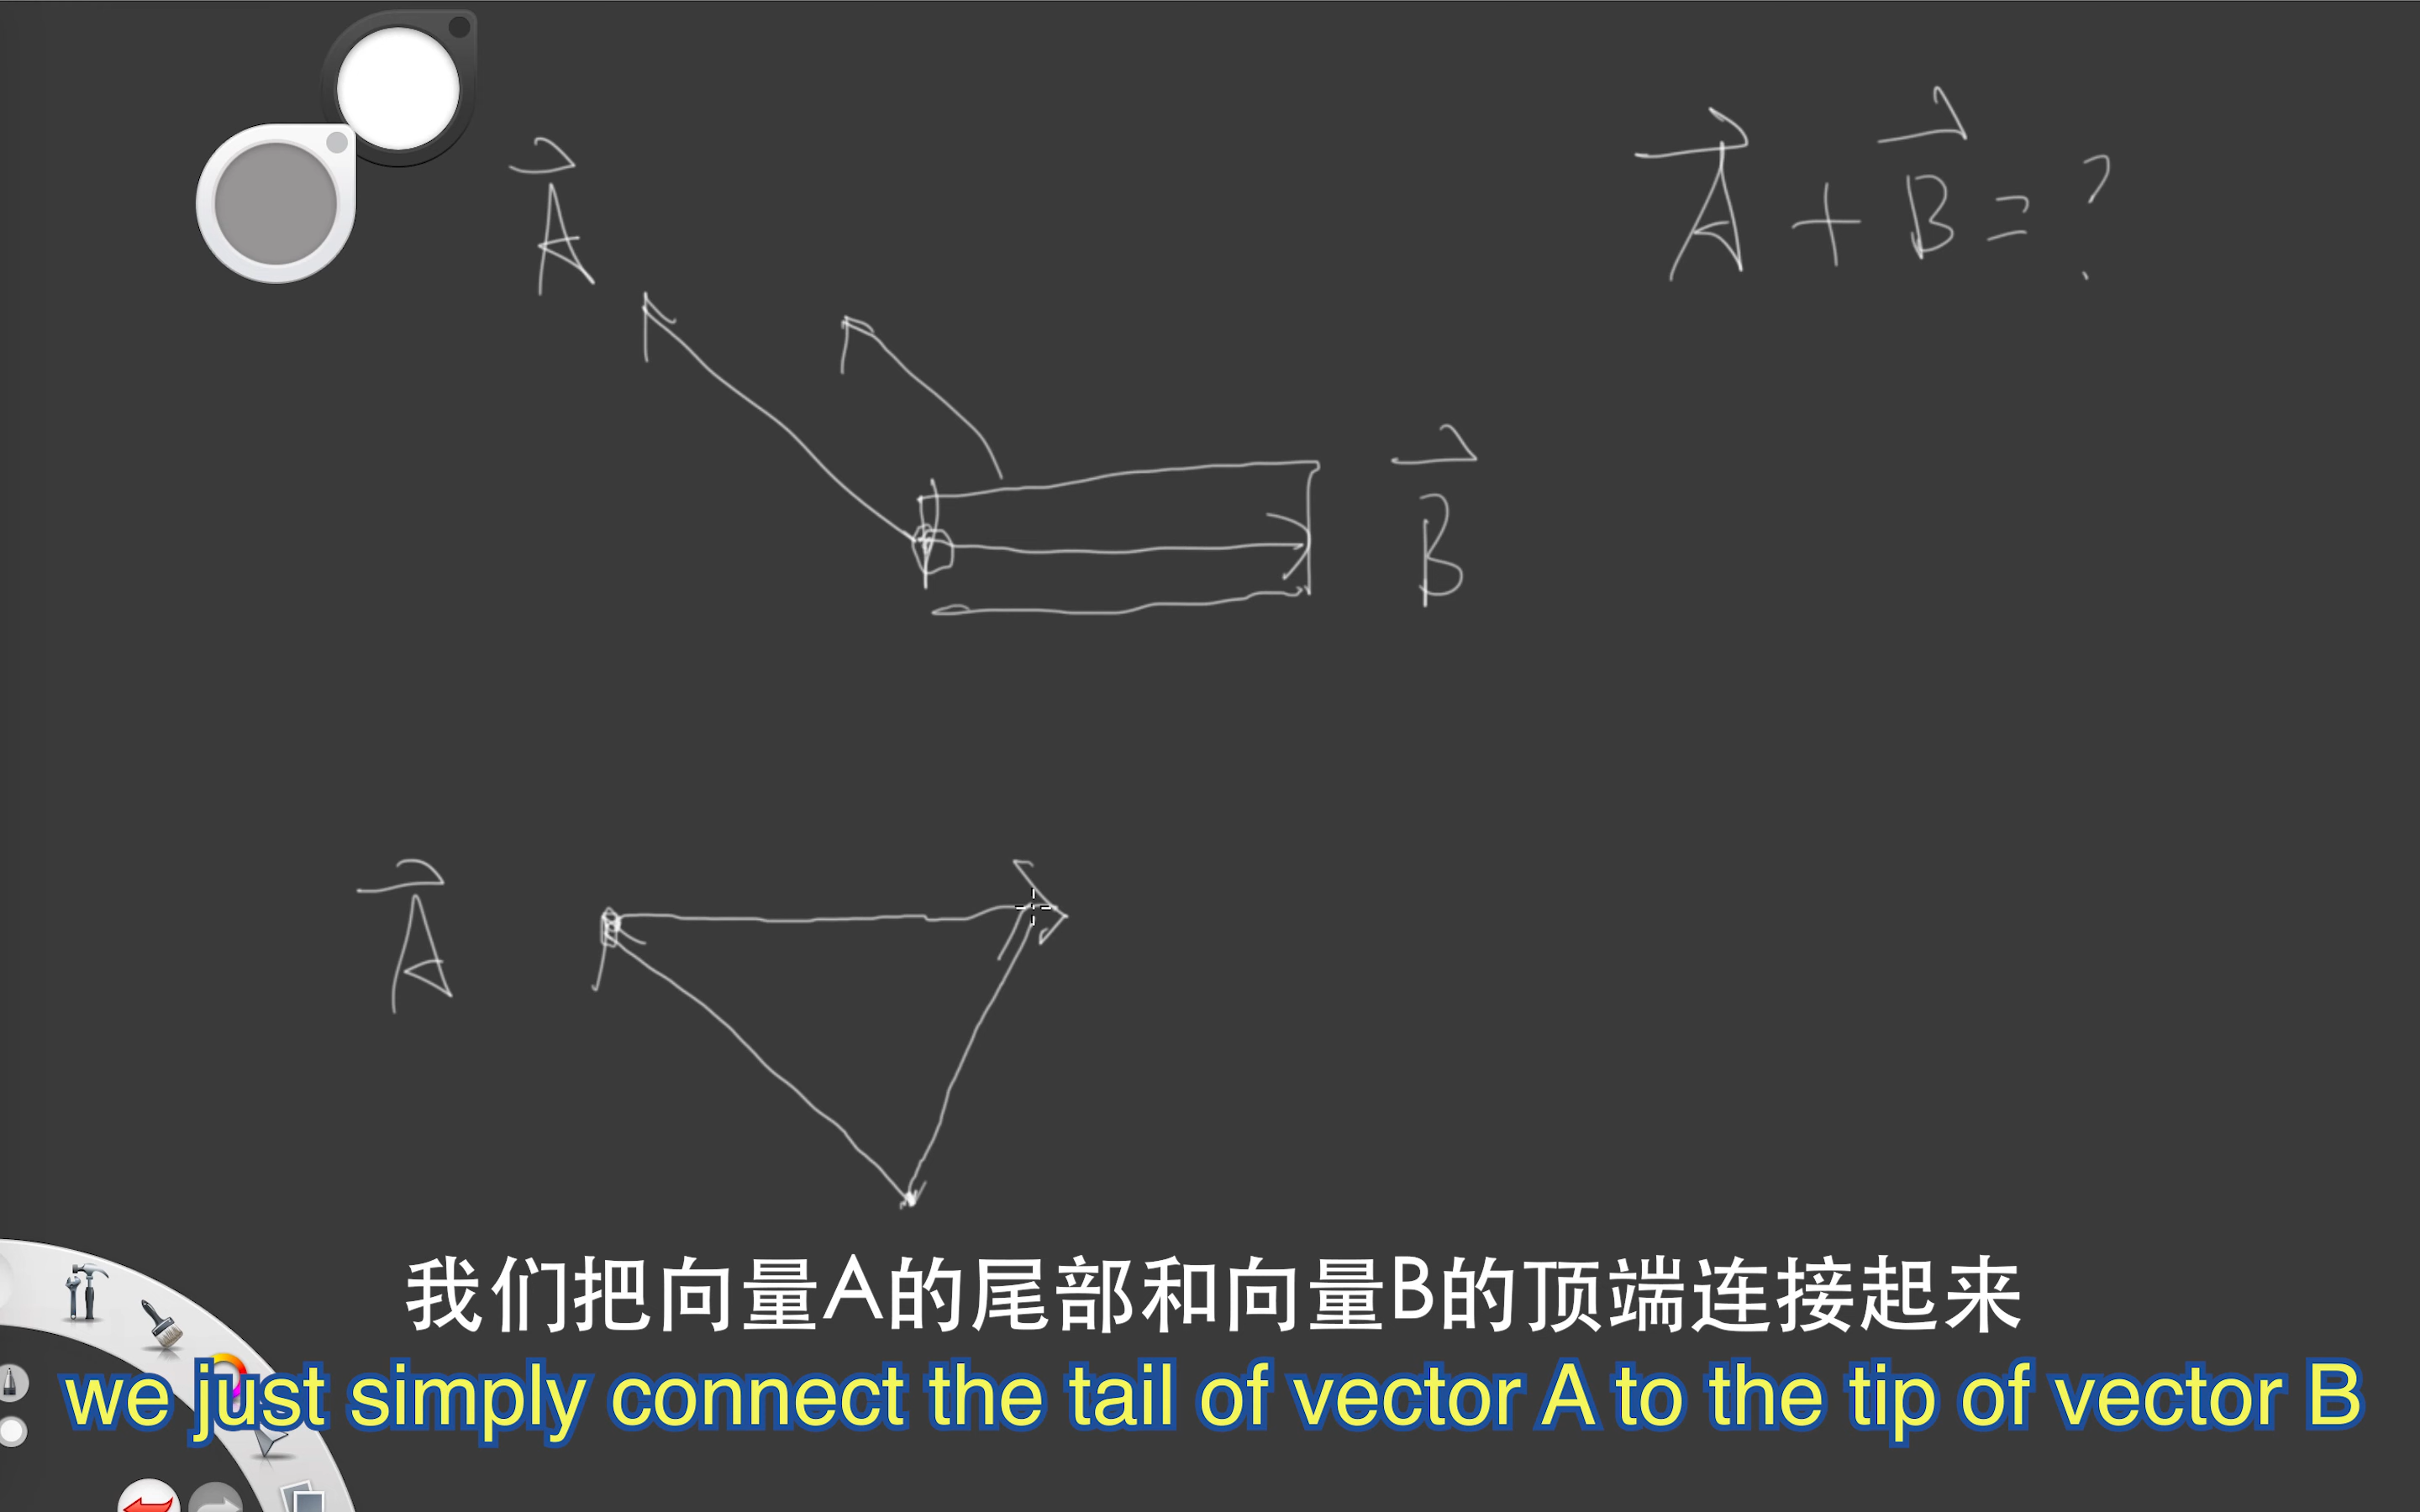 A
A + B = ?
B
A
我们把向量A的尾部和向量B的顶端连接起来
we just simply connect the tail of vector A to the tip of vector B